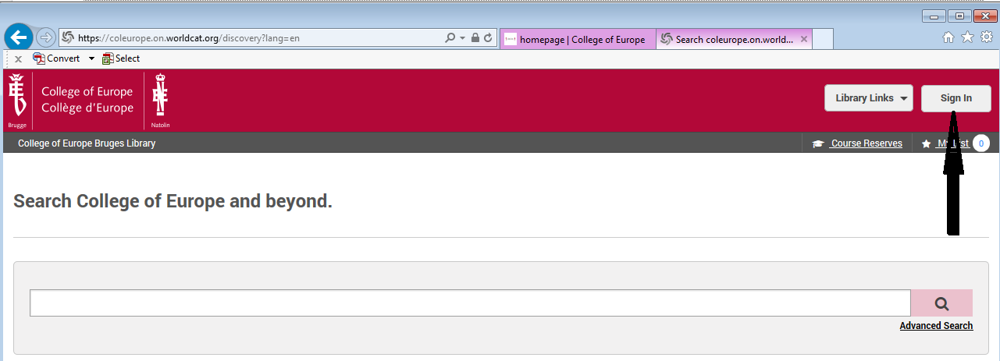 https://coleurope.on.worldcat.org/discovery?lang=en
homepage | College of Europe
Search coleurope.on.world...
x Convert Select
College of Europe
Collège d'Europe
Brugge
Natolin
Library Links
Sign In
College of Europe Bruges Library
Course Reserves
My List 0
Search College of Europe and beyond.
Advanced Search